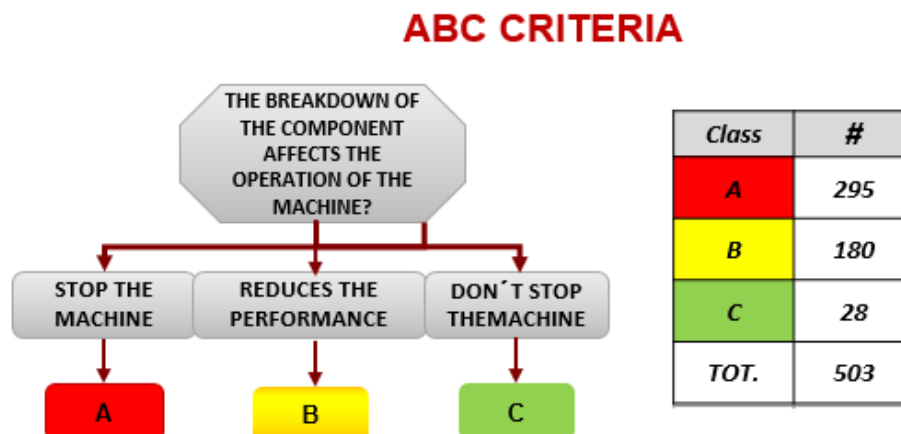 ABC CRITERIA
THE BREAKDOWN OF
THE COMPONENT
AFFECTS THE
OPERATION OF THE
MACHINE?
STOP THE
MACHINE
REDUCES THE
PERFORMANCE
DON´T STOP
THEMACHINE
A
B
C
Class #
A 295
B 180
C 28
TOT. 503